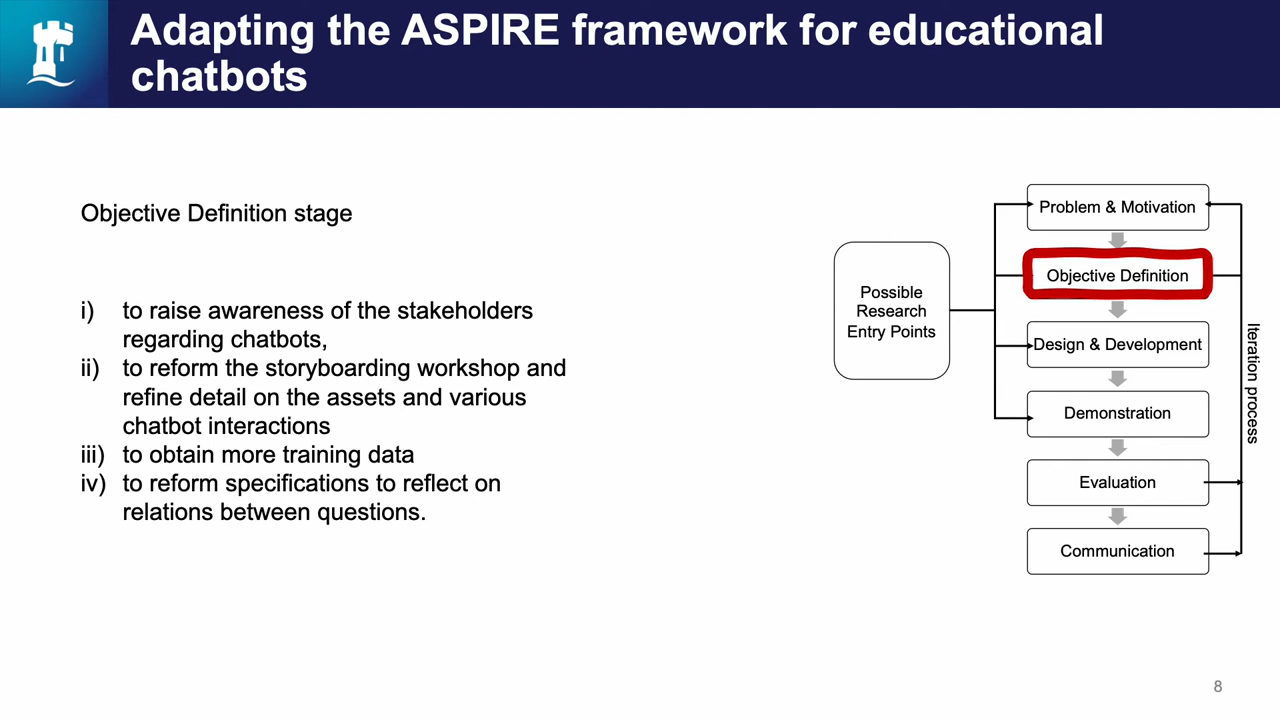 Adapting the ASPIRE framework for educational
chatbots
Objective Definition stage
i) to raise awareness of the stakeholders
regarding chatbots,
ii) to reform the storyboarding workshop and
refine detail on the assets and various
chatbot interactions
iii) to obtain more training data
iv) to reform specifications to reflect on
relations between questions.
Possible
Research
Entry Points
Problem & Motivation
Objective Definition
Design & Development
Demonstration
Evaluation
Communication
Iteration process
8